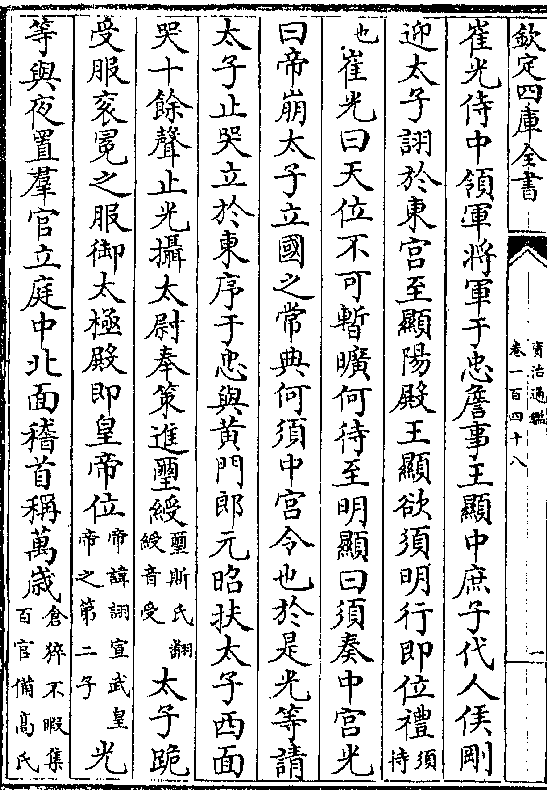 欽定四庫全書
資治通鑑
卷一百四十八
一
崔光侍中領軍將軍于忠詹事王顯中庶子代人侯剛
迎太子詡於東宮至顯陽殿王顯欲須明行即位禮須待
也崔光曰天位不可暫曠何待至明顯曰須奏中宮光
曰帝崩太子立國之常典何須中宮令也於是光等請
太子止哭立於東序于忠與黄門郎元昭扶太子西面
哭十餘聲止光攝太尉奉策進璽綬璽斯氏翻綬音受太子跪
受服衮冕之服御太極殿即皇帝位帝諱詡宣武皇帝之第二子光
等與夜置羣官立庭中北面稽首稱萬歲倉猝不暇集百官備髙氏